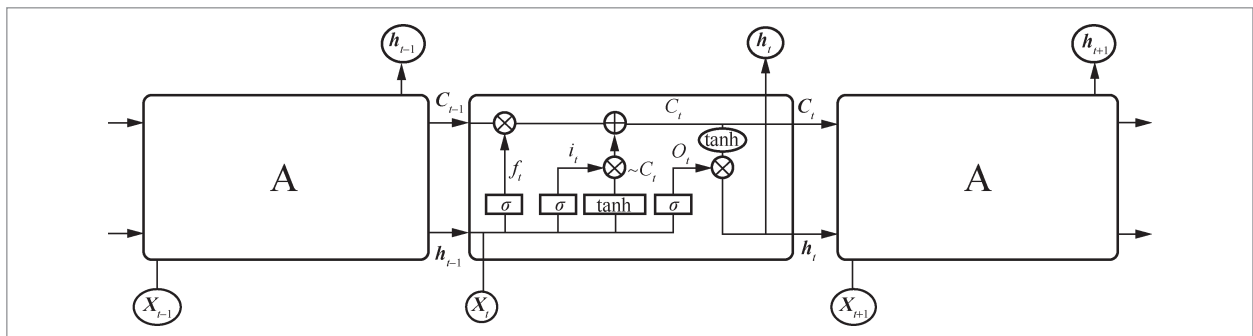 h_{t-1} h_t h_{t+1}
C_{t-1} C_t C_t
tanh
i_t O_t
A f_t ~C_t A
σ σ tanh σ
h_{t-1} h_t
X_{t-1} X_t X_{t+1}